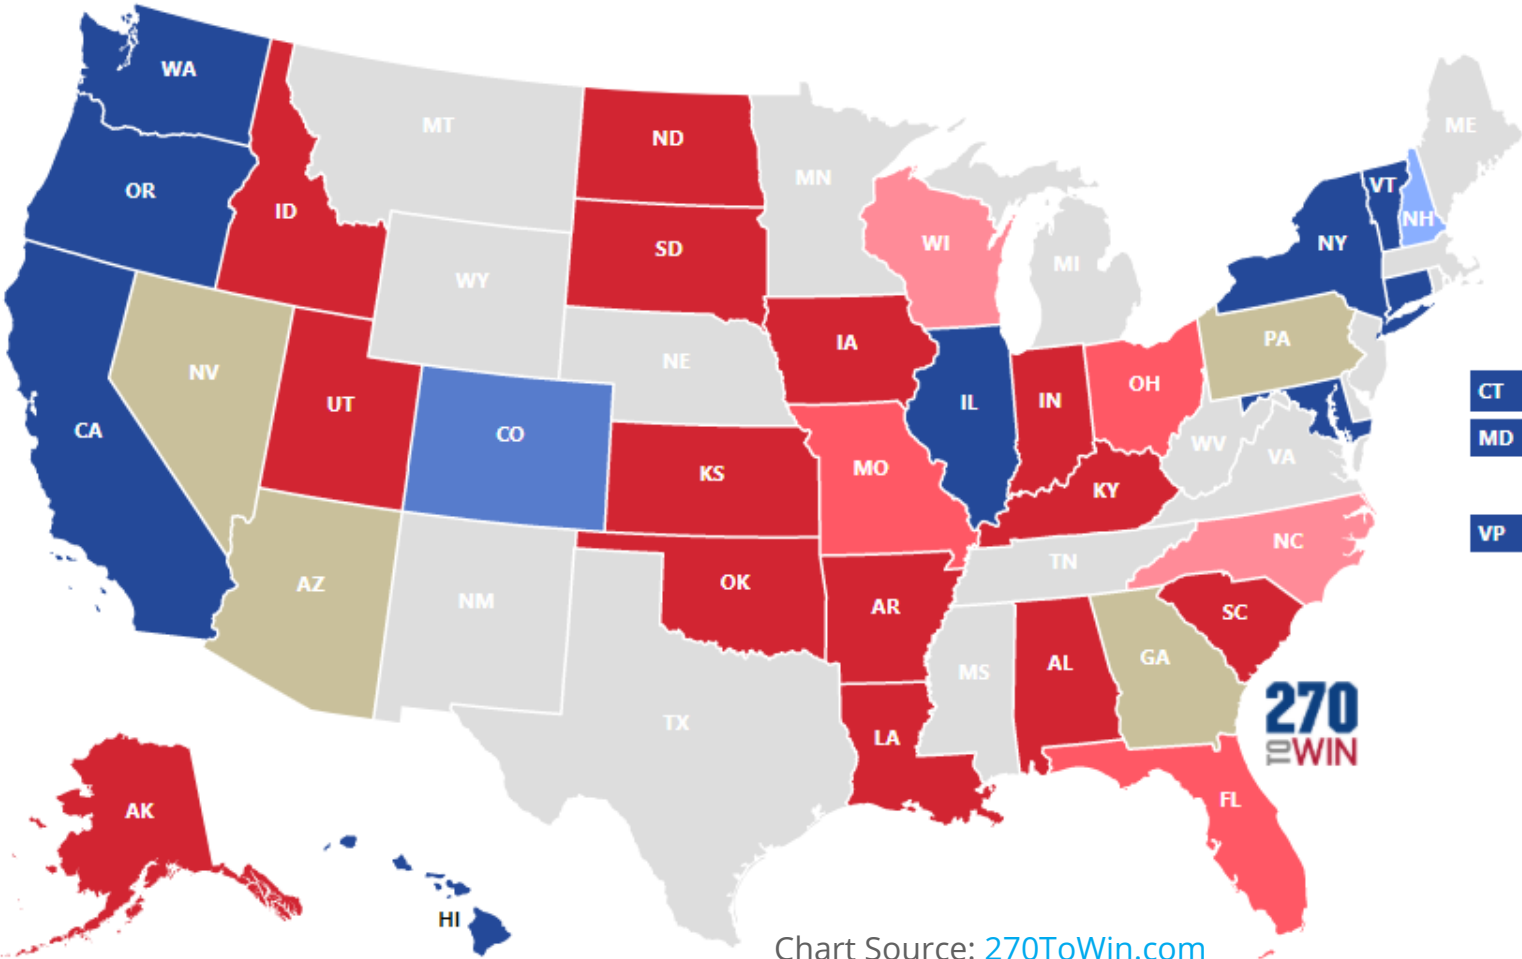 WA
MT
ND
ME
OR
ID
MN
VT
NH
SD
WI
NY
WY
MI
IA
PA
NV
NE
UT
OH
CT
CA
CO
IL
IN
MD
WV
VA
KS
MO
KY
VP
NC
AZ
NM
OK
AR
TN
SC
MS
AL
GA
TX
LA
270
TO WIN
AK
FL
HI
Chart Source: 270ToWin.com